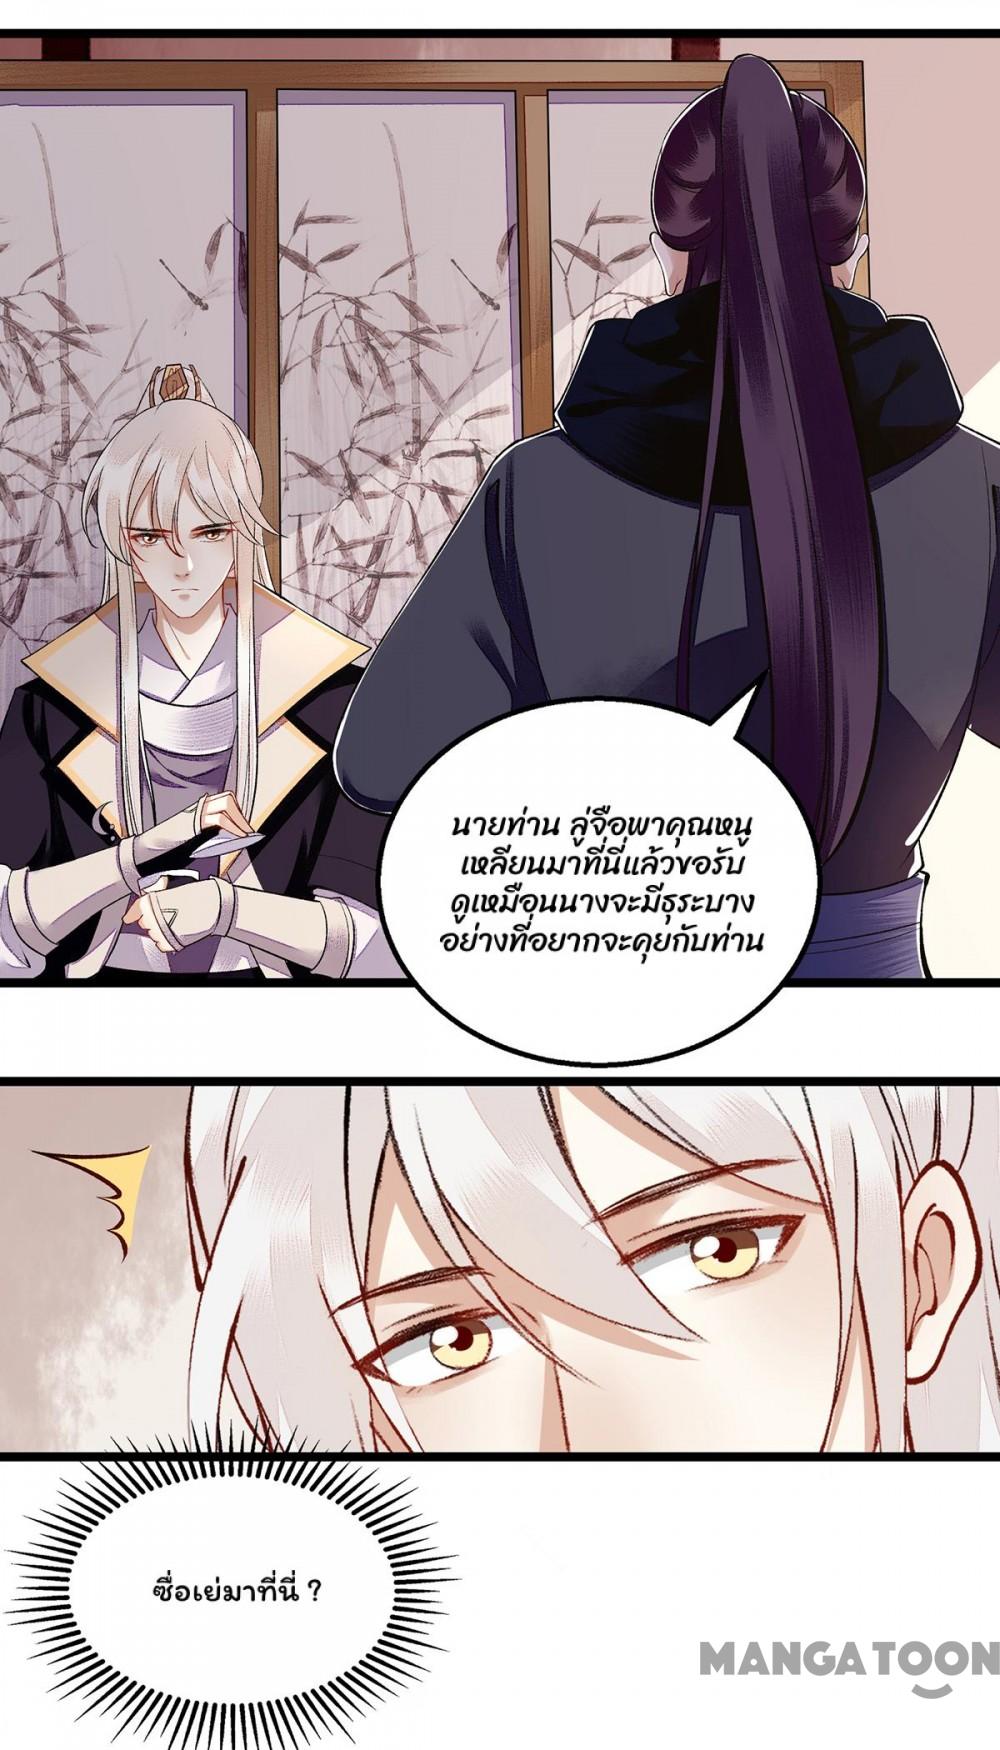 นายท่าน ลู่จือพาคุณหนู
เหลียนมาที่นี่แล้วขอรับ
ดูเหมือนนางจะมีธุระบาง
อย่างที่อยากจะคุยกับท่าน
ซื่อเย่มาที่นี่ ?
MANGATOON